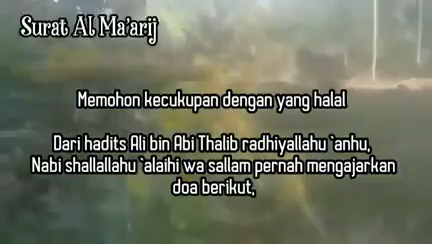 Surat Al Ma'arij
Memohon kecukupan dengan yang halal
Dari hadits Ali bin Abi Thalib radhiyallahu `anhu,
Nabi shallallahu `alaihi wa sallam pernah mengajarkan
doa berikut,